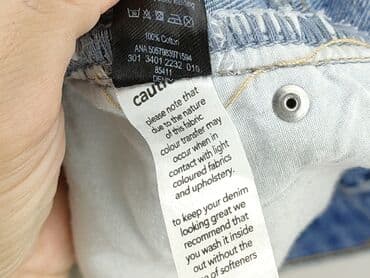 100% Cotton
ANA 5057983971594
301 3401 2232 010
85411
please note that
due to the nature
of this fabric
colour transfer may
occur when in
contact with light
coloured fabrics
and upholstery.
to keep your denim
looking great we
recommend that
you wash it inside
out without the
of softeners